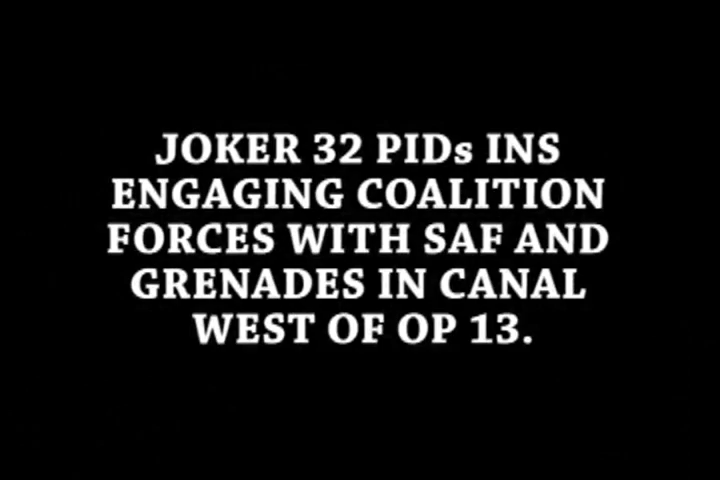 JOKER 32 PIDs INS
ENGAGING COALITION
FORCES WITH SAF AND
GRENADES IN CANAL
WEST OF OP 13.